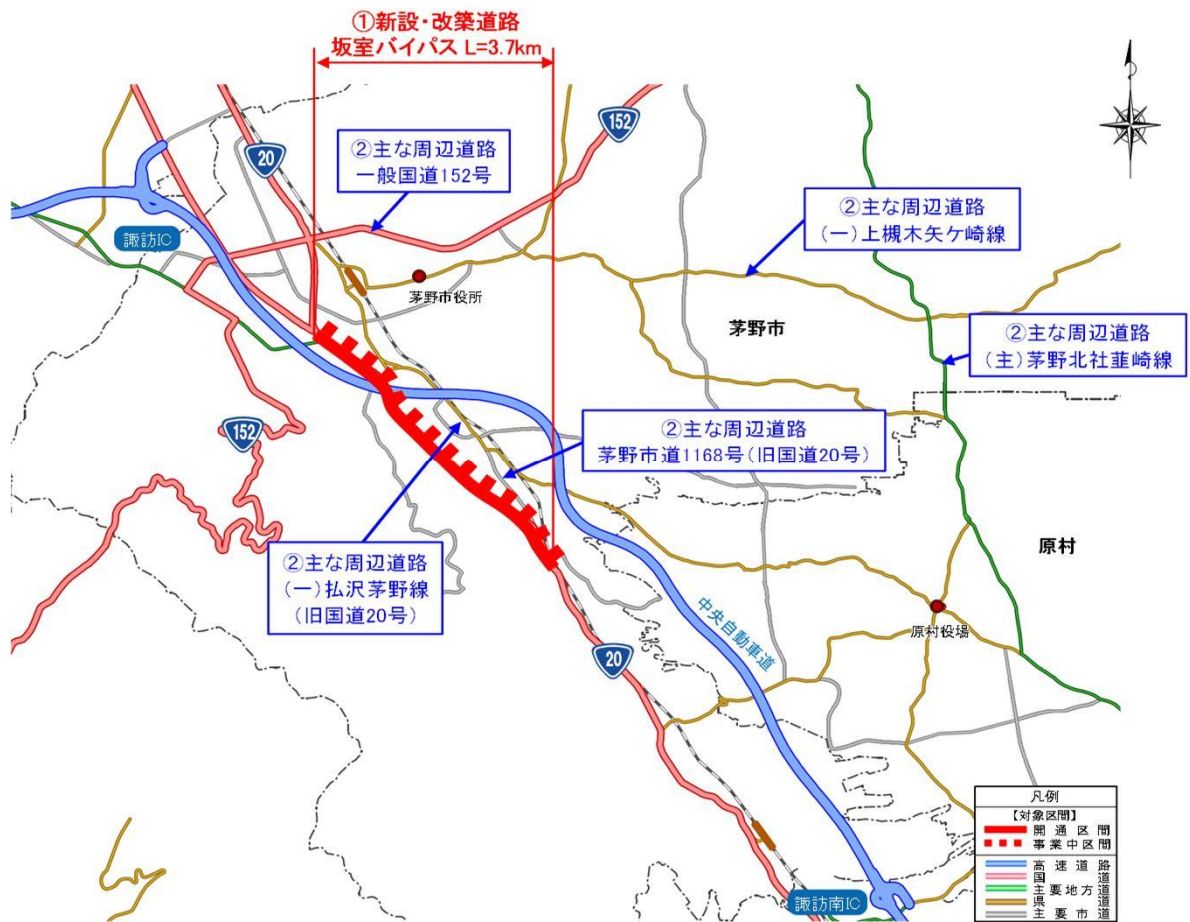 ①新設・改築道路
坂室バイパス L=3.7km
152
②主な周辺道路
一般国道152号
20
②主な周辺道路
(一)上槻木矢ケ崎線
諏訪IC
茅野市役所
茅野市
②主な周辺道路
(主)茅野北杜韮崎線
152
②主な周辺道路
茅野市道1168号(旧国道20号)
②主な周辺道路
(一)払沢茅野線
(旧国道20号)
原村
中央自動車道
原村役場
20
諏訪南IC
凡例
【対象区間】
開通区間
事業中区間
高速道路
国道
主要地方道
県道
主要市道